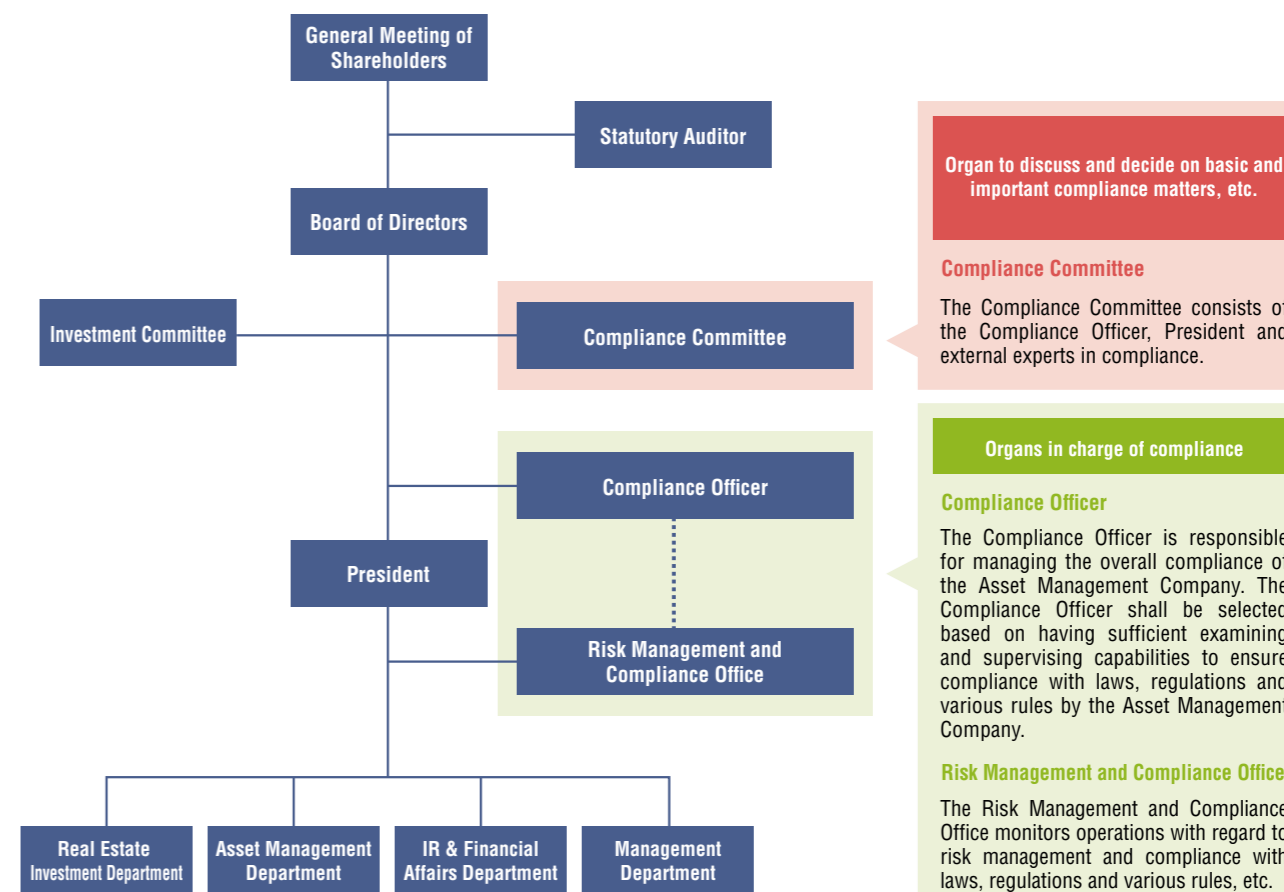 General Meeting of
Shareholders
Statutory Auditor
Board of Directors
Investment Committee
Compliance Committee
Compliance Officer
President
Risk Management and
Compliance Office
Real Estate
Investment Department
Asset Management
Department
IR & Financial
Affairs Department
Management
Department
Organ to discuss and decide on basic and
important compliance matters, etc.
Compliance Committee
The Compliance Committee consists of
the Compliance Officer, President and
external experts in compliance.
Organs in charge of compliance
Compliance Officer
The Compliance Officer is responsible
for managing the overall compliance of
the Asset Management Company. The
Compliance Officer shall be selected
based on having sufficient examining
and supervising capabilities to ensure
compliance with laws, regulations and
various rules by the Asset Management
Company.
Risk Management and Compliance Office
The Risk Management and Compliance
Office monitors operations with regard to
risk management and compliance with
laws, regulations and various rules, etc.